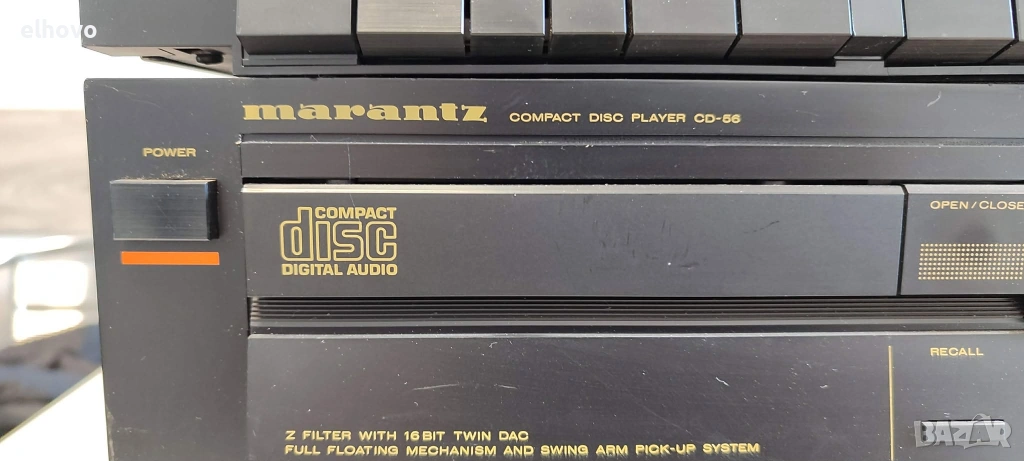 elhovo
marantz COMPACT DISC PLAYER CD-56
POWER
OPEN/CLOSE
COMPACT
disc
DIGITAL AUDIO
RECALL
Z FILTER WITH 16 BIT TWIN DAC
FULL FLOATING MECHANISM AND SWING ARM PICK-UP SYSTEM
BAZAR